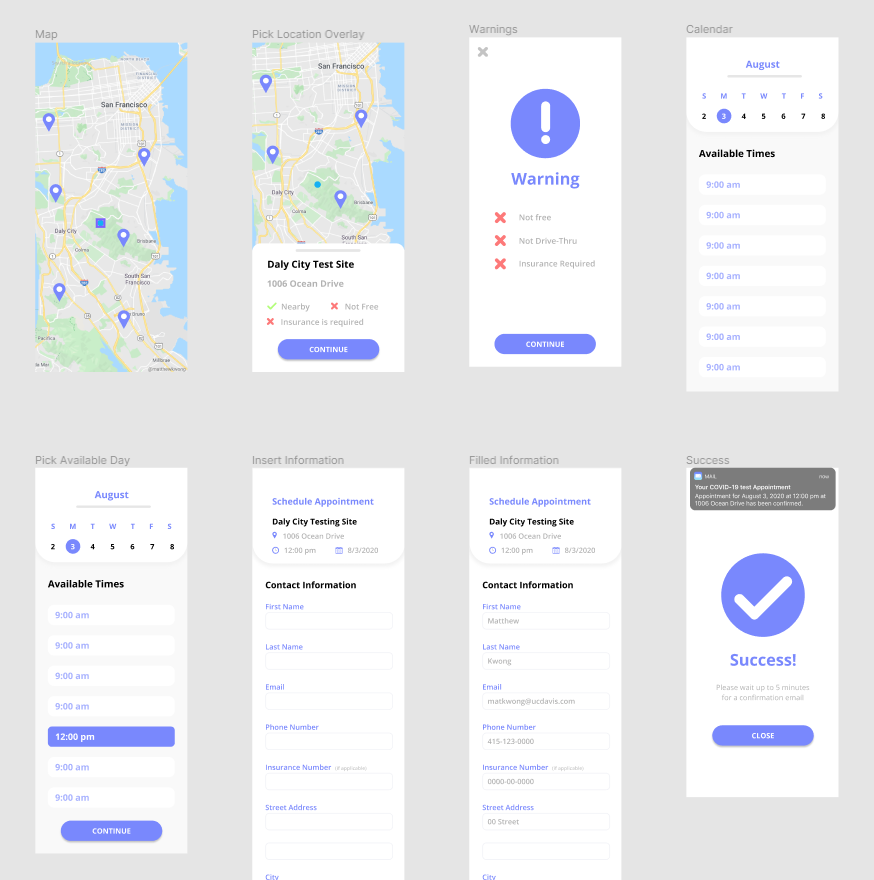 Map
San Francisco
MISSION DISTRICT
Daly City
Colma
Brisbane
South San Francisco
Bruno
Pacifica
Millbrae
@matthewkwong
Pick Location Overlay
San Francisco
MISSION DISTRICT
Daly City
Colma
Brisbane
South San
Daly City Test Site
1006 Ocean Drive
Nearby
Not Free
Insurance is required
CONTINUE
Warnings
Warning
Not free
Not Drive-Thru
Insurance Required
CONTINUE
Calendar
August
S M T W T F S
2 3 4 5 6 7 8
Available Times
9:00 am
9:00 am
9:00 am
9:00 am
9:00 am
9:00 am
9:00 am
Pick Available Day
August
S M T W T F S
2 3 4 5 6 7 8
Available Times
9:00 am
9:00 am
9:00 am
9:00 am
12:00 pm
9:00 am
9:00 am
CONTINUE
Insert Information
Schedule Appointment
Daly City Testing Site
1006 Ocean Drive
12:00 pm 8/3/2020
Contact Information
First Name
Last Name
Email
Phone Number
Insurance Number (if applicable)
Street Address
City
Filled Information
Schedule Appointment
Daly City Testing Site
1006 Ocean Drive
12:00 pm 8/3/2020
Contact Information
First Name
Matthew
Last Name
Kwong
Email
matkwong@ucdavis.com
Phone Number
415-123-0000
Insurance Number (if applicable)
0000-00-0000
Street Address
00 Street
City
Success
MAIL
now
Your COVID-19 test Appointment
Appointment for August 3, 2020 at 12:00 pm at
1006 Ocean Drive has been confirmed.
Success!
Please wait up to 5 minutes
for a confirmation email
CLOSE